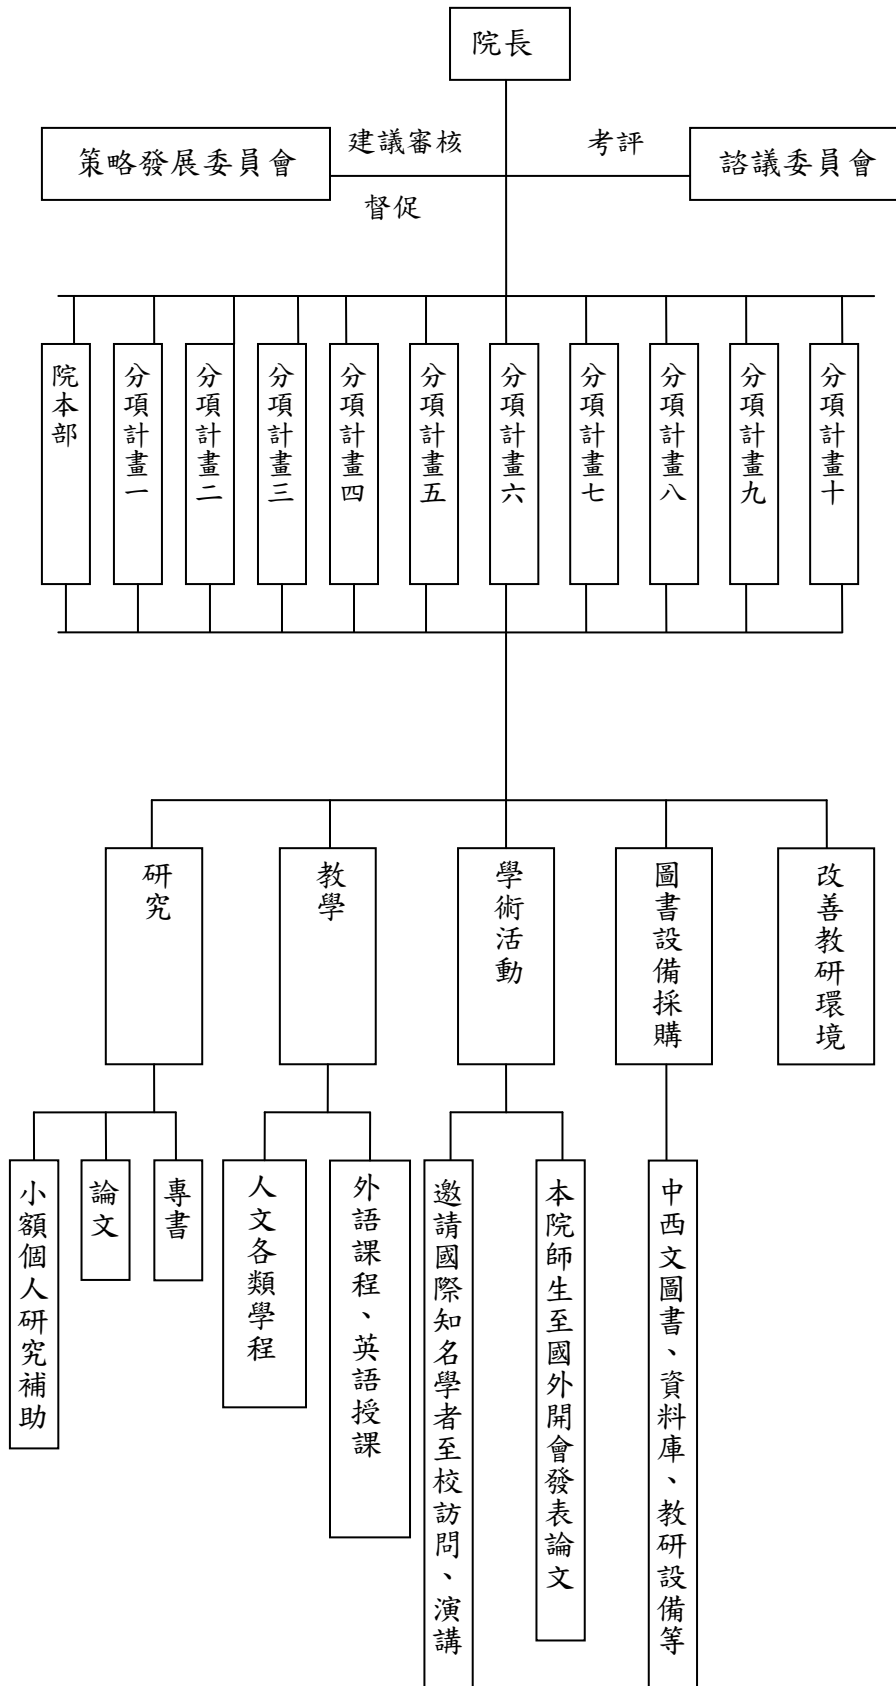 院長
建議審核
考評
策略發展委員會
諮議委員會
督促
院本部
分項計畫一
分項計畫二
分項計畫三
分項計畫四
分項計畫五
分項計畫六
分項計畫七
分項計畫八
分項計畫九
分項計畫十
研究
教學
學術活動
圖書設備採購
改善教研環境
小額個人研究補助
論文
專書
人文各類學程
外語課程、英語授課
邀請國際知名學者至校訪問、演講
本院師生至國外開會發表論文
中西文圖書、資料庫、教研設備等